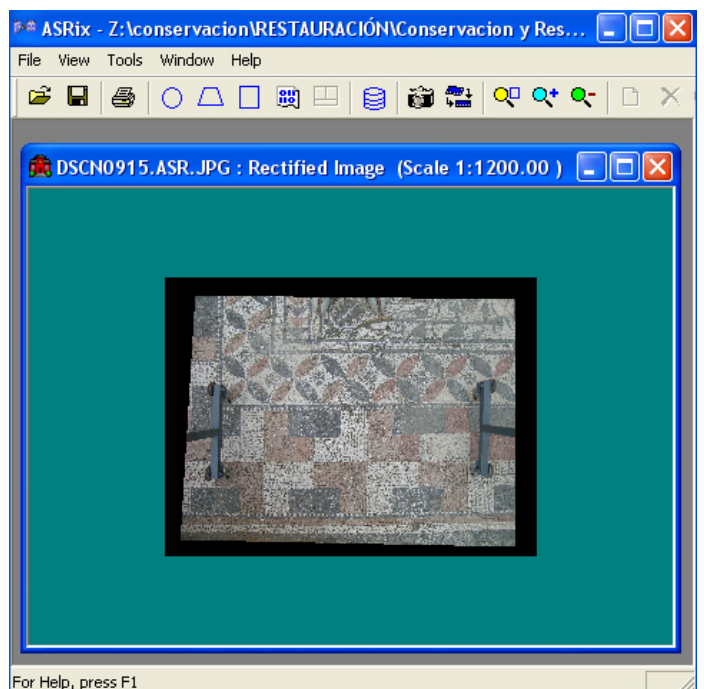 ASRix - Z:\conservacion\RESTAURACIÓN\Conservacion y Res...
File View Tools Window Help
DSCN0915.ASR.JPG : Rectified Image (Scale 1:1200.00 )
For Help, press F1